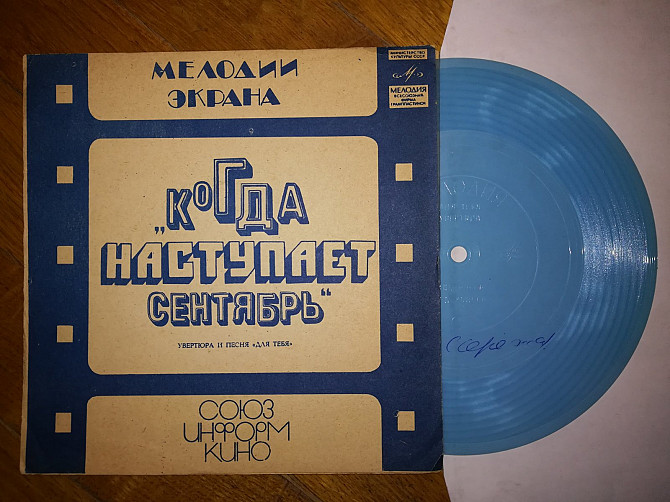 МЕЛОДИИ
ЭКРАНА
МИНИСТЕРСТВО
КУЛЬТУРЫ СССР
МЕЛОДИЯ
ВСЕСОЮЗНАЯ
ФИРМА
ГРАМПЛАСТИНОК
„КОГДА
НАСТУПАЕТ
СЕНТЯБРЬ“
УВЕРТЮРА И ПЕСНЯ «ДЛЯ ТЕБЯ»
СОЮЗ
ИНФОРМ
КИНО